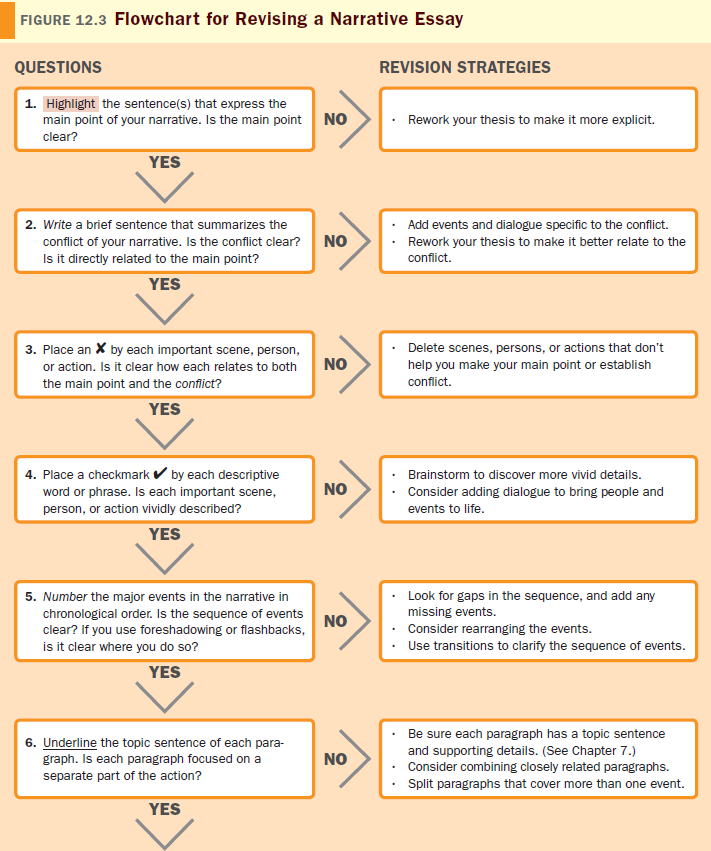 FIGURE 12.3 Flowchart for Revising a Narrative Essay
QUESTIONS
REVISION STRATEGIES
1. Highlight the sentence(s) that express the
main point of your narrative. Is the main point
clear?
NO
· Rework your thesis to make it more explicit.
YES
2. Write a brief sentence that summarizes the
conflict of your narrative. Is the conflict clear?
Is it directly related to the main point?
NO
· Add events and dialogue specific to the conflict.
· Rework your thesis to make it better relate to the
conflict.
YES
3. Place an ✘ by each important scene, person,
or action. Is it clear how each relates to both
the main point and the conflict?
NO
· Delete scenes, persons, or actions that don't
help you make your main point or establish
conflict.
YES
4. Place a checkmark ✔ by each descriptive
word or phrase. Is each important scene,
person, or action vividly described?
NO
· Brainstorm to discover more vivid details.
· Consider adding dialogue to bring people and
events to life.
YES
5. Number the major events in the narrative in
chronological order. Is the sequence of events
clear? If you use foreshadowing or flashbacks,
is it clear where you do so?
NO
· Look for gaps in the sequence, and add any
missing events.
· Consider rearranging the events.
· Use transitions to clarify the sequence of events.
YES
6. Underline the topic sentence of each para-
graph. Is each paragraph focused on a
separate part of the action?
NO
· Be sure each paragraph has a topic sentence
and supporting details. (See Chapter 7.)
· Consider combining closely related paragraphs.
· Split paragraphs that cover more than one event.
YES